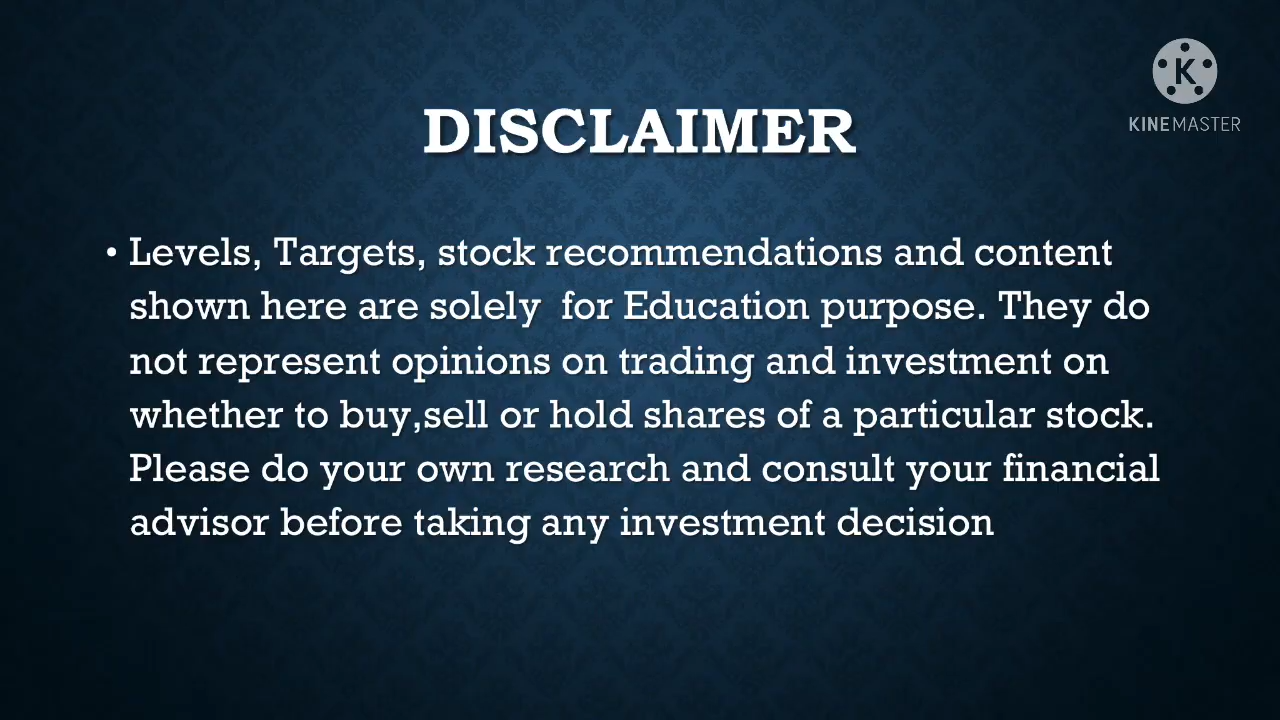 K
KINEMASTER
DISCLAIMER
• Levels, Targets, stock recommendations and content
shown here are solely  for Education purpose. They do
not represent opinions on trading and investment on
whether to buy,sell or hold shares of a particular stock.
Please do your own research and consult your financial
advisor before taking any investment decision